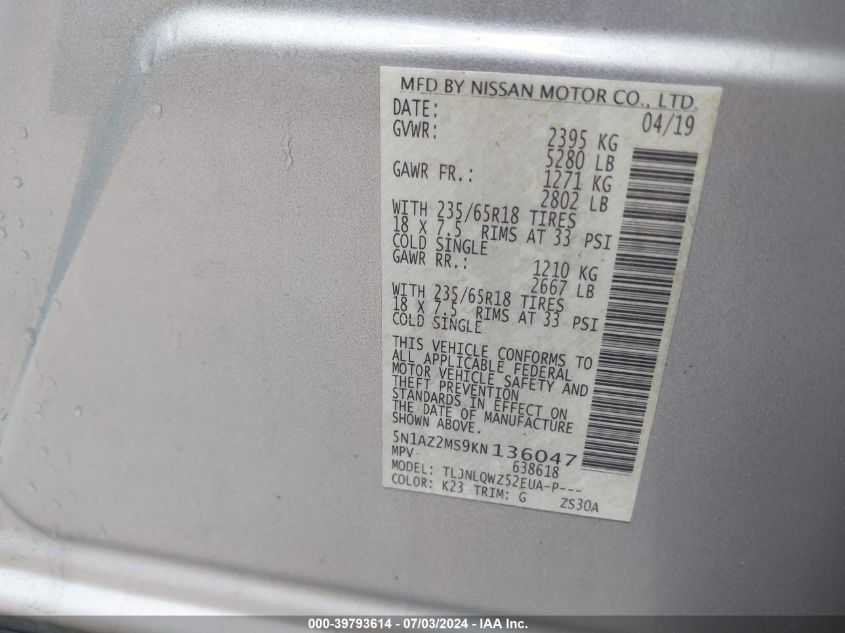 MFD BY NISSAN MOTOR CO., LTD.
DATE: 04/19
GVWR: 2395 KG
5280 LB
GAWR FR.: 1271 KG
2802 LB
WITH 235/65R18 TIRES
18 X 7.5 RIMS AT 33 PSI
COLD SINGLE
GAWR RR.: 1210 KG
2667 LB
WITH 235/65R18 TIRES
18 X 7.5 RIMS AT 33 PSI
COLD SINGLE
THIS VEHICLE CONFORMS TO
ALL APPLICABLE FEDERAL
MOTOR VEHICLE SAFETY AND
THEFT PREVENTION
STANDARDS IN EFFECT ON
THE DATE OF MANUFACTURE
SHOWN ABOVE.
5N1AZ2MS9KN136047
MPV 638618
MODEL: TLJNLQWZ52EUA-P---
COLOR: K23 TRIM: G ZS30A
000-39793614 - 07/03/2024 - IAA Inc.